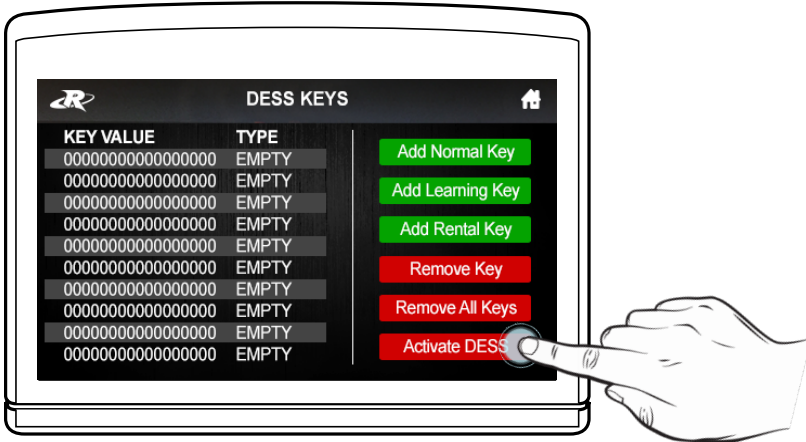 R DESS KEYS
KEY VALUE TYPE
0000000000000000 EMPTY
0000000000000000 EMPTY
0000000000000000 EMPTY
0000000000000000 EMPTY
0000000000000000 EMPTY
0000000000000000 EMPTY
0000000000000000 EMPTY
0000000000000000 EMPTY
0000000000000000 EMPTY
0000000000000000 EMPTY
Add Normal Key
Add Learning Key
Add Rental Key
Remove Key
Remove All Keys
Activate DESS